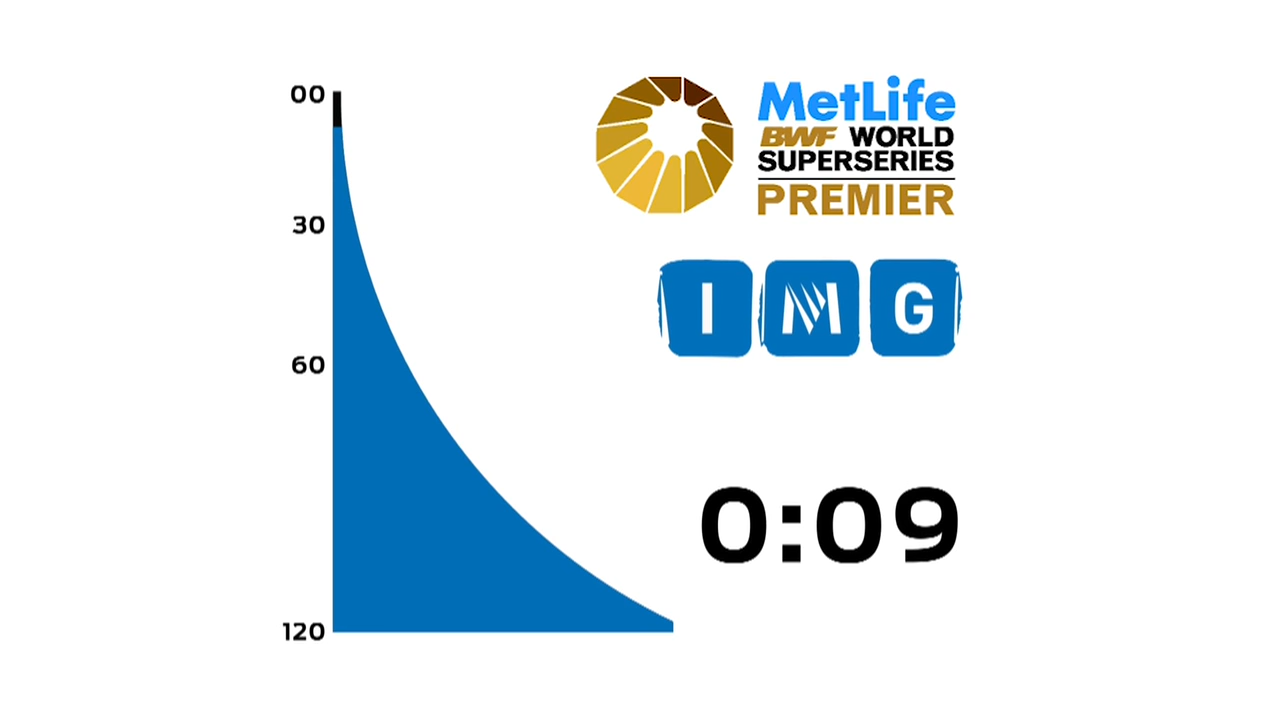 00
30
60
120
MetLife
BWF WORLD
SUPERSERIES
PREMIER
IMG
0:09